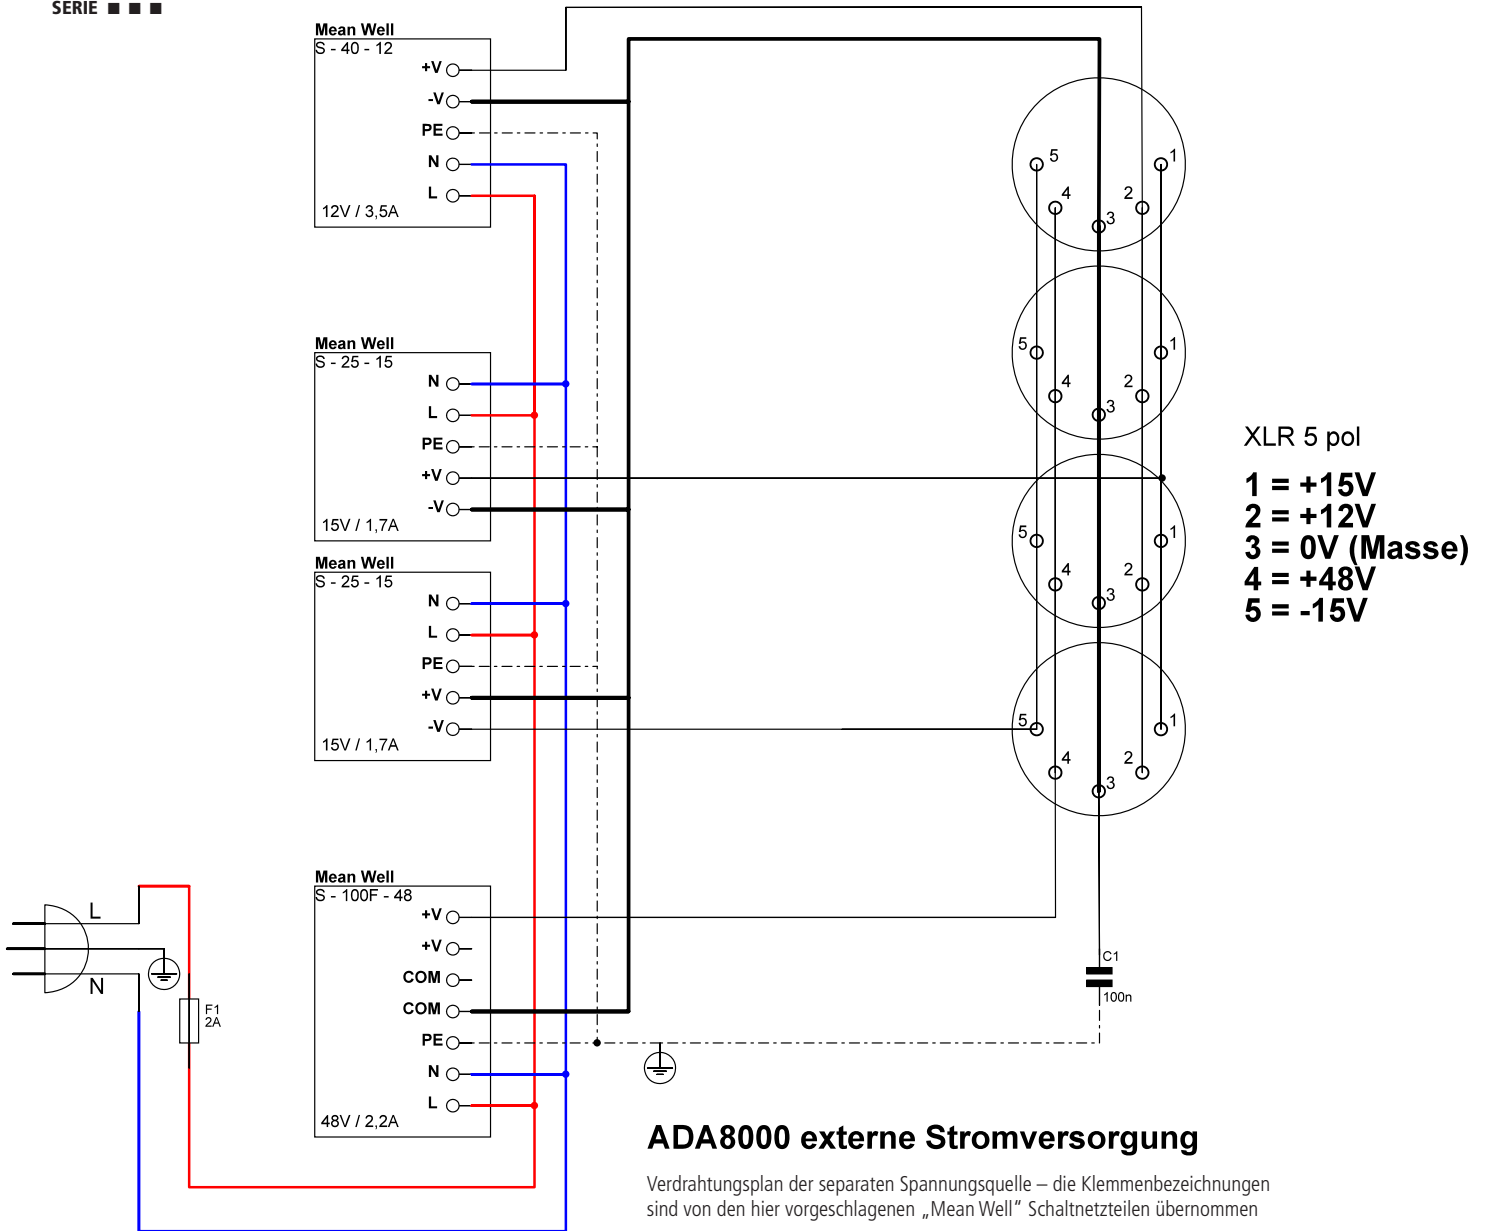 SERIE
Mean Well
S - 40 - 12
+V
-V
PE
N
L
12V / 3,5A
Mean Well
S - 25 - 15
N
L
PE
+V
-V
15V / 1,7A
Mean Well
S - 25 - 15
N
L
PE
+V
-V
15V / 1,7A
Mean Well
S - 100F - 48
+V
+V
COM
COM
PE
N
L
48V / 2,2A
L
N
F1
2A
5
1
4
2
3
5
1
4
2
3
5
1
4
2
3
5
1
4
2
3
C1
100n
XLR 5 pol
1 = +15V
2 = +12V
3 = 0V (Masse)
4 = +48V
5 = -15V
ADA8000 externe Stromversorgung
Verdrahtungsplan der separaten Spannungsquelle – die Klemmenbezeichnungen
sind von den hier vorgeschlagenen „Mean Well“ Schaltnetzteilen übernommen